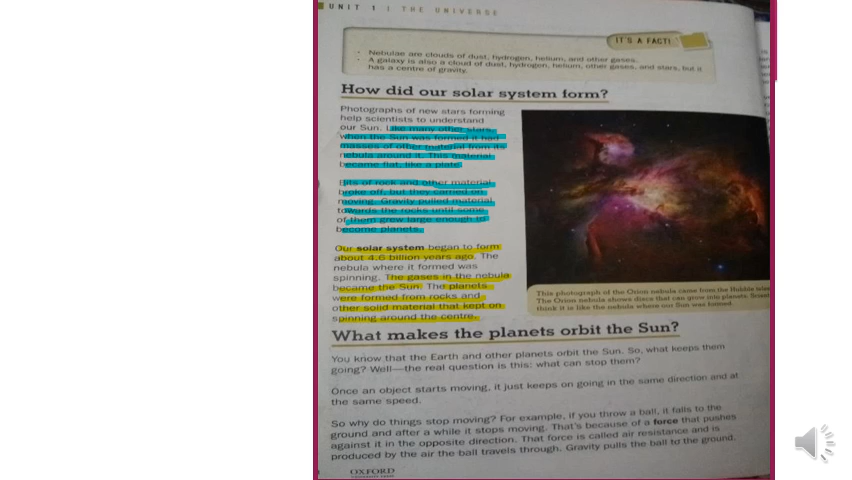 UNIT 1 | THE UNIVERSE
IT'S A FACT!
• Nebulae are clouds of dust, hydrogen, helium, and other gases.
• A galaxy is also a cloud of dust, hydrogen, helium, other gases, and stars, but it
has a centre of gravity.
How did our solar system form?
Photographs of new stars forming
help scientists to understand
our Sun. Like many other stars,
when the Sun was formed it had
masses of other material from its
nebula around it. This material
became flat, like a plate.
Bits of rock and other material
broke off, but they carried on
moving. Gravity pulled material
towards the rocks until some
of them grew large enough to
become planets.
Our solar system began to form
about 4.6 billion years ago. The
nebula where it formed was
spinning. The gases in the nebula
became the Sun. The planets
were formed from rocks and
other solid material that kept on
spinning around the centre.
This photograph of the Orion nebula came from the Hubble
The Orion nebula shows discs that can grow into planets.
think it is like the nebula where our Sun was formed.
What makes the planets orbit the Sun?
You know that the Earth and other planets orbit the Sun. So, what keeps them
going? Well—the real question is this: what can stop them?
Once an object starts moving, it just keeps on going in the same direction and at
the same speed.
So why do things stop moving? For example, if you throw a ball, it falls to the
ground and after a while it stops moving. That's because of a force that pushes
against it in the opposite direction. That force is called air resistance and is
produced by the air the ball travels through. Gravity pulls the ball to the ground.
OXFORD
UNIVERSITY PRESS